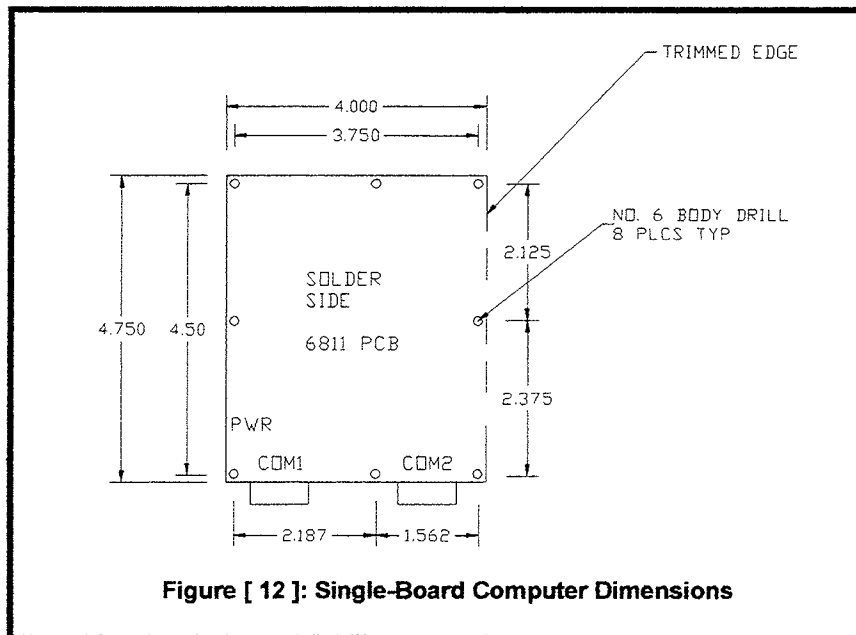 TRIMMED EDGE
4.000
3.750
NO. 6 BODY DRILL
8 PLCS TYP
2.125
SOLDER
SIDE
4.750
4.50
6811 PCB
2.375
PWR
COM1
COM2
2.187
1.562
Figure [ 12 ]: Single-Board Computer Dimensions